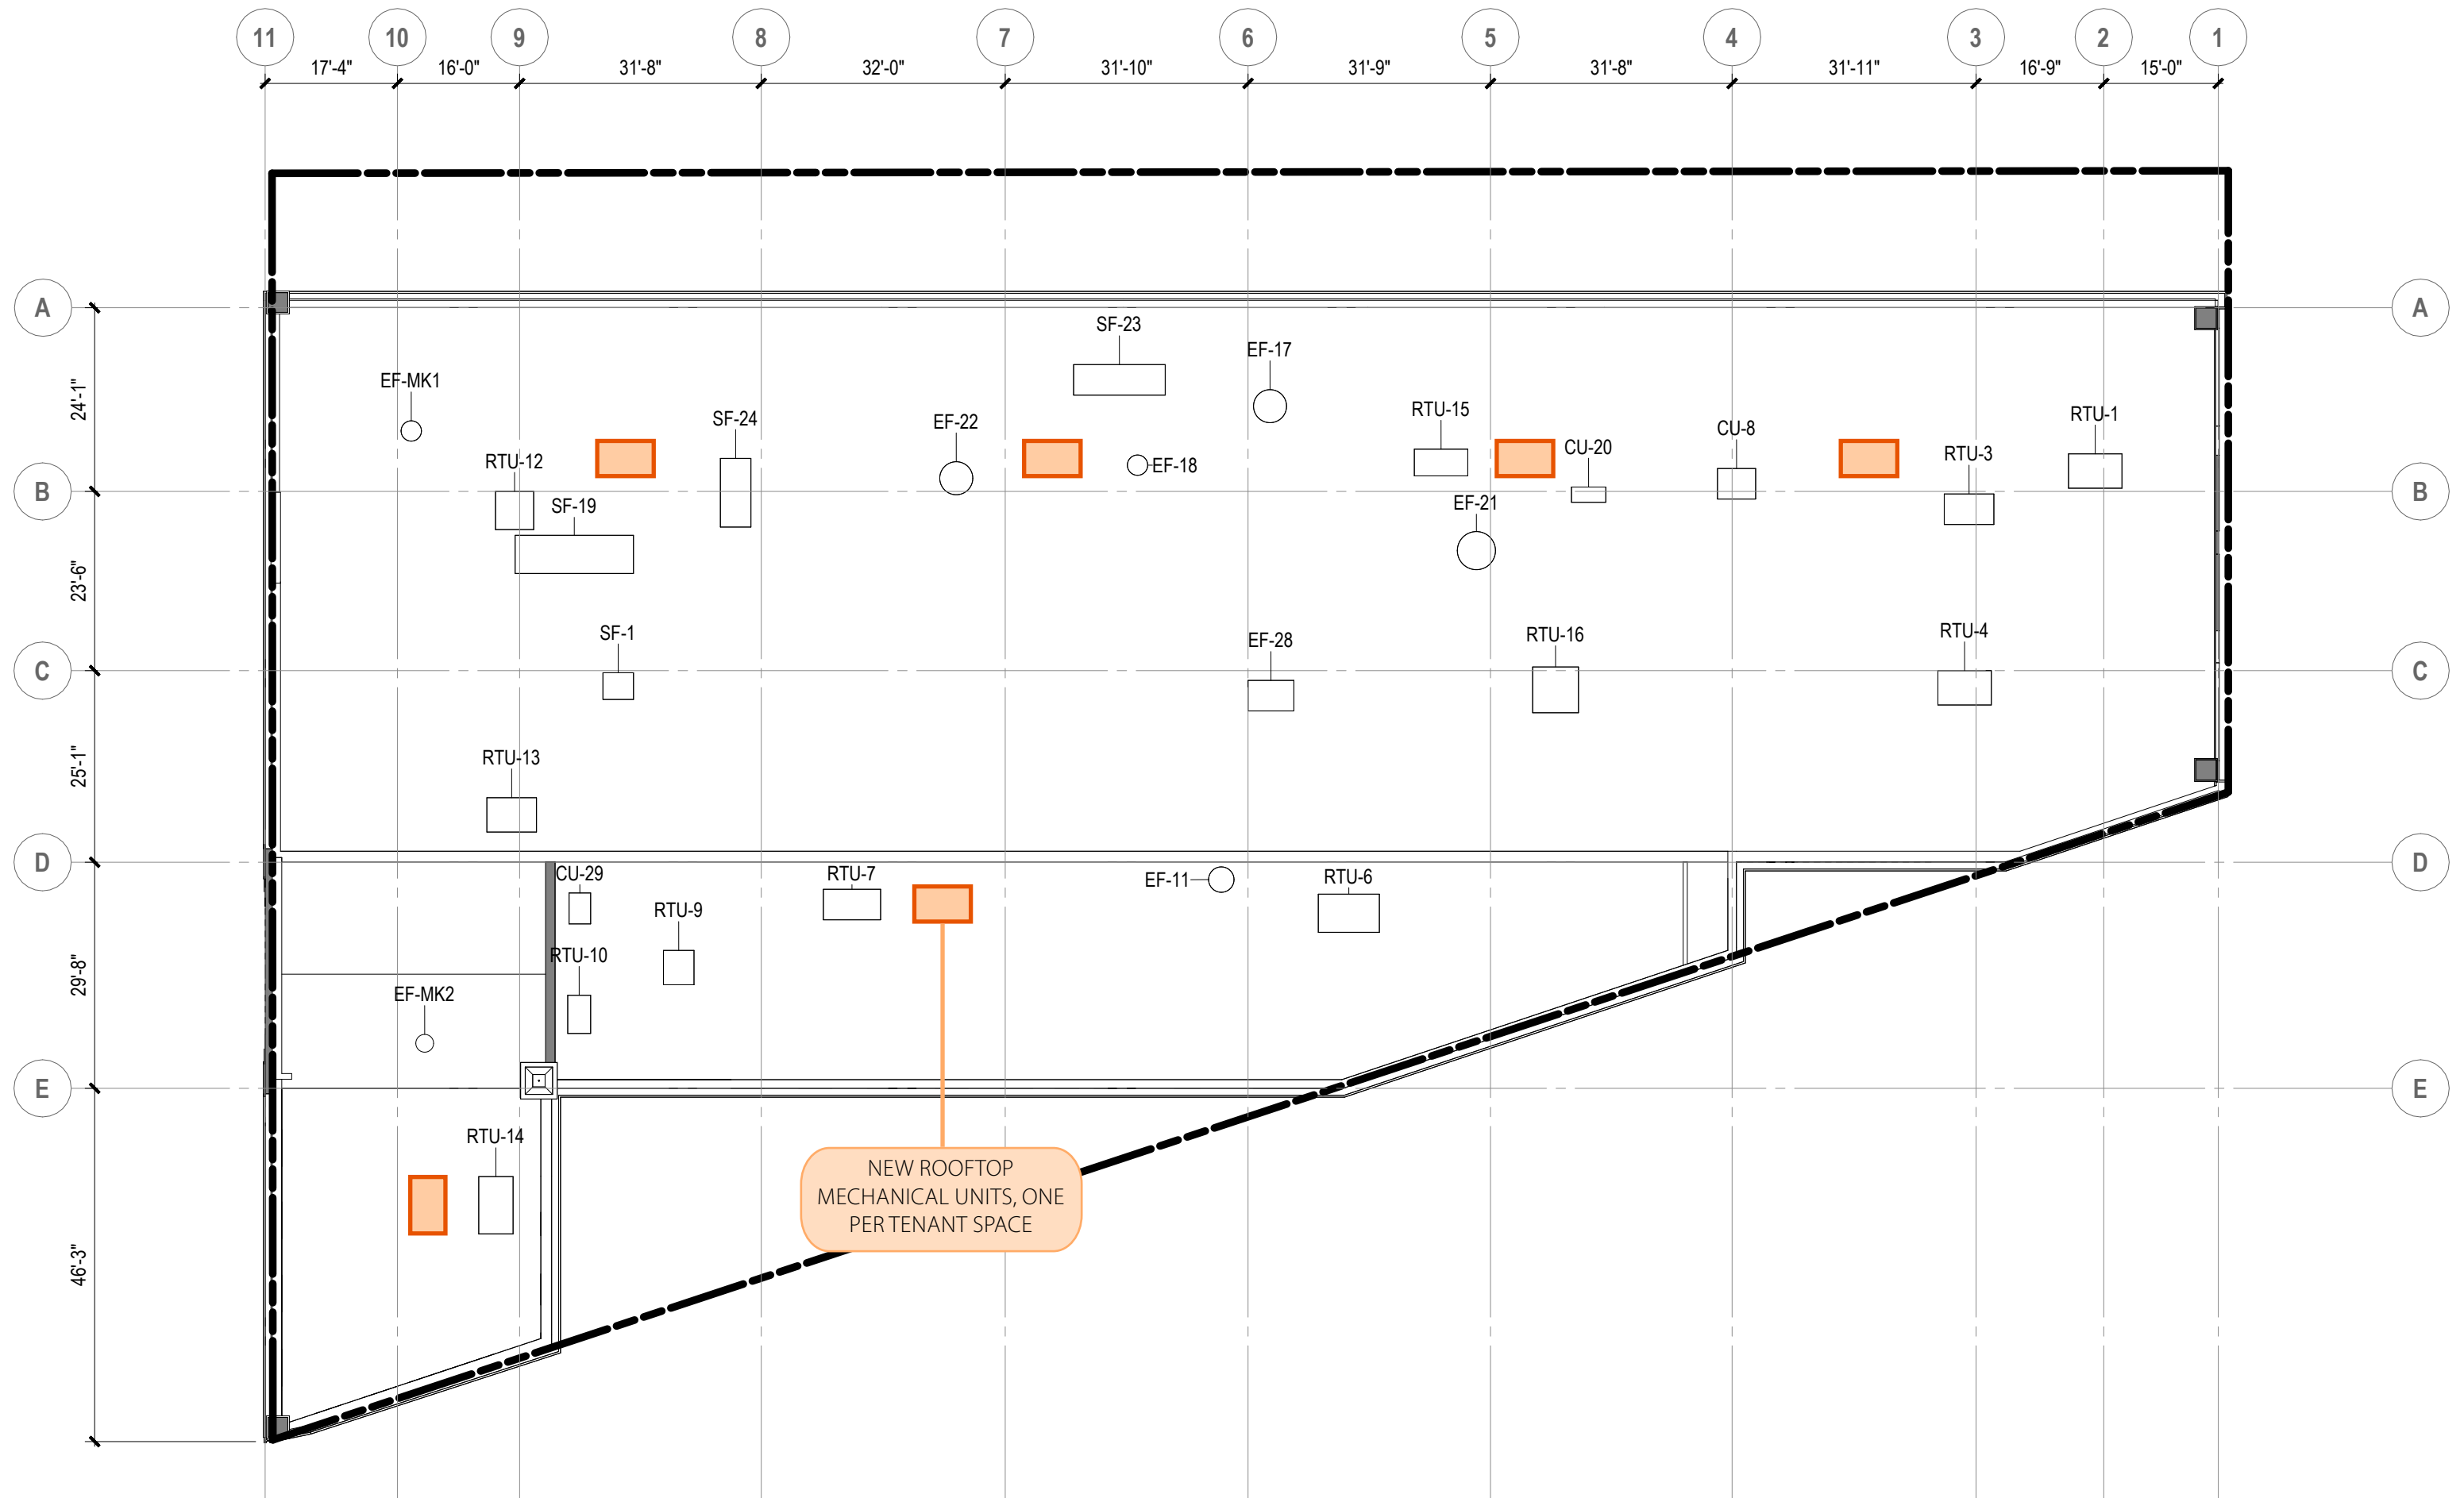 11 10 9 8 7 6 5 4 3 2 1
17'-4" 16'-0" 31'-8" 32'-0" 31'-10" 31'-9" 31'-8" 31'-11" 16'-9" 15'-0"
A A
SF-23
EF-17
EF-MK1
24'-1"
RTU-15
RTU-1
SF-24
EF-22
CU-8
CU-20
RTU-3
RTU-12
EF-18
B B
SF-19
EF-21
23'-6"
SF-1
EF-28
RTU-16
RTU-4
C C
RTU-13
25'-1"
D D
CU-29
RTU-7
EF-11
RTU-6
RTU-9
RTU-10
29'-8"
EF-MK2
E E
RTU-14
NEW ROOFTOP
MECHANICAL UNITS, ONE
PER TENANT SPACE
46'-3"